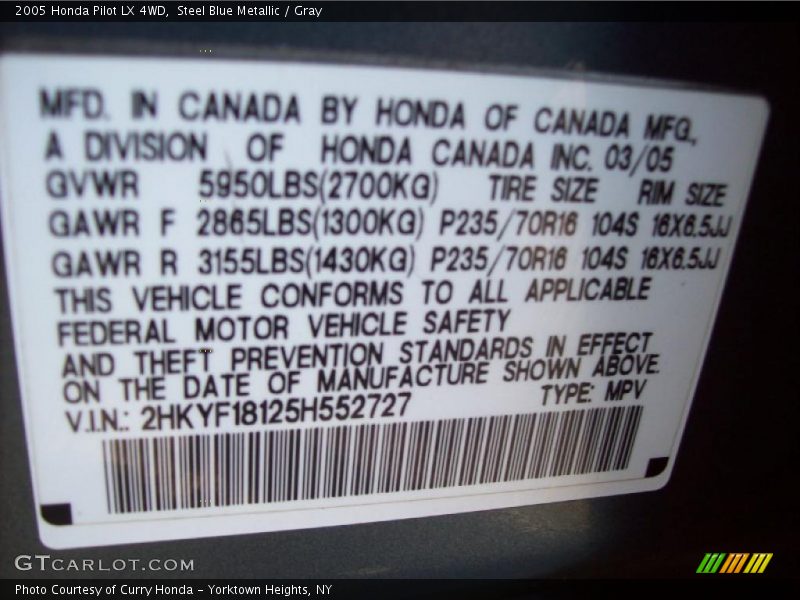 2005 Honda Pilot LX 4WD,  Steel Blue Metallic / Gray
MFD. IN CANADA BY HONDA OF CANADA MFG.,
A DIVISION OF HONDA CANADA INC. 03/05
GVWR 5950LBS(2700KG) TIRE SIZE RIM SIZE
GAWR F 2865LBS(1300KG) P235/70R16 104S 16X6.5JJ
GAWR R 3155LBS(1430KG) P235/70R16 104S 16X6.5JJ
THIS VEHICLE CONFORMS TO ALL APPLICABLE
FEDERAL MOTOR VEHICLE SAFETY
AND THEFT PREVENTION STANDARDS IN EFFECT
ON THE DATE OF MANUFACTURE SHOWN ABOVE.
V.I.N.: 2HKYF18125H552727 TYPE: MPV
GTCARLOT.COM
Photo Courtesy of Curry Honda - Yorktown Heights, NY